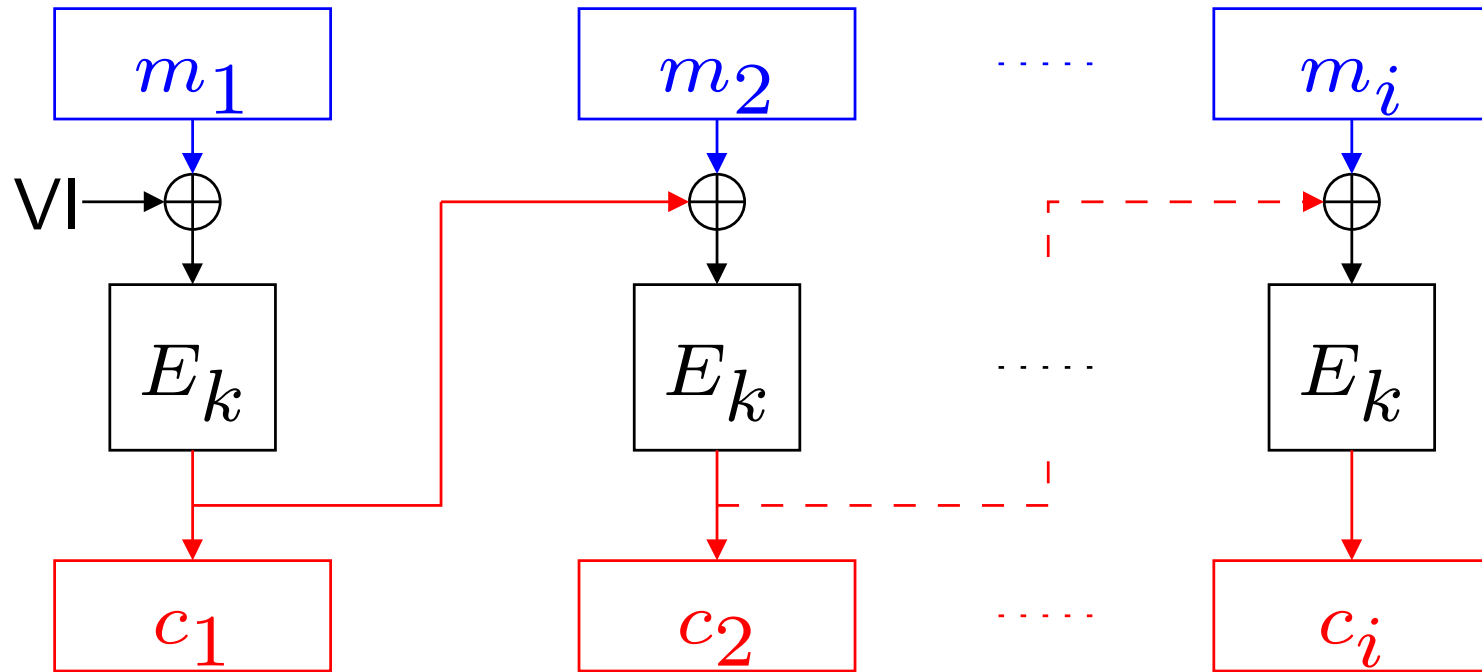 m₁ m₂ ..... mᵢ
VI
Eₖ Eₖ ..... Eₖ
c₁ c₂ ..... cᵢ